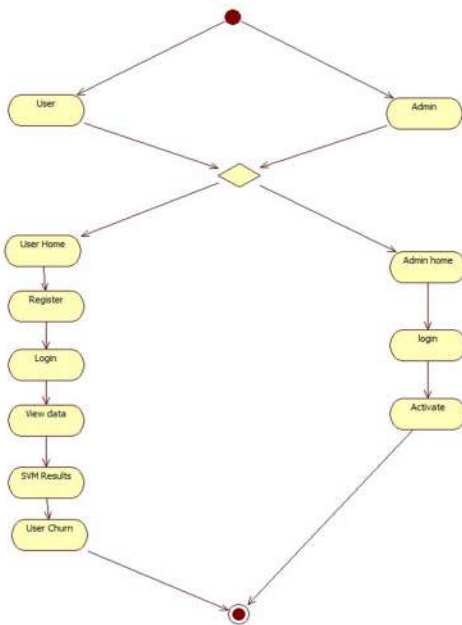 User
Admin
User Home
Admin home
Register
login
Login
View data
Activate
SVM Results
User Churn